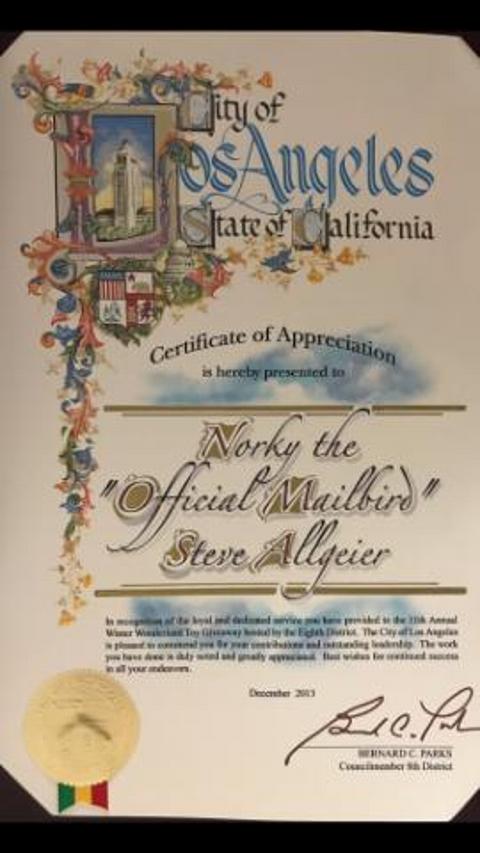 City of
Los Angeles
State of California
Certificate of Appreciation
is hereby presented to
Norky the
"Official Mailbird"
Steve Allgeier
In recognition of the loyal and dedicated service you have provided to the 11th Annual
Winter Wonderland Toy Giveaway hosted by the Eighth District. The City of Los Angeles
is pleased to commend you for your contributions and outstanding leadership. The work
you have done is duly noted and greatly appreciated. Best wishes for continued success
in all your endeavors.
December 2013
BERNARD C. PARKS
Councilmember 8th District